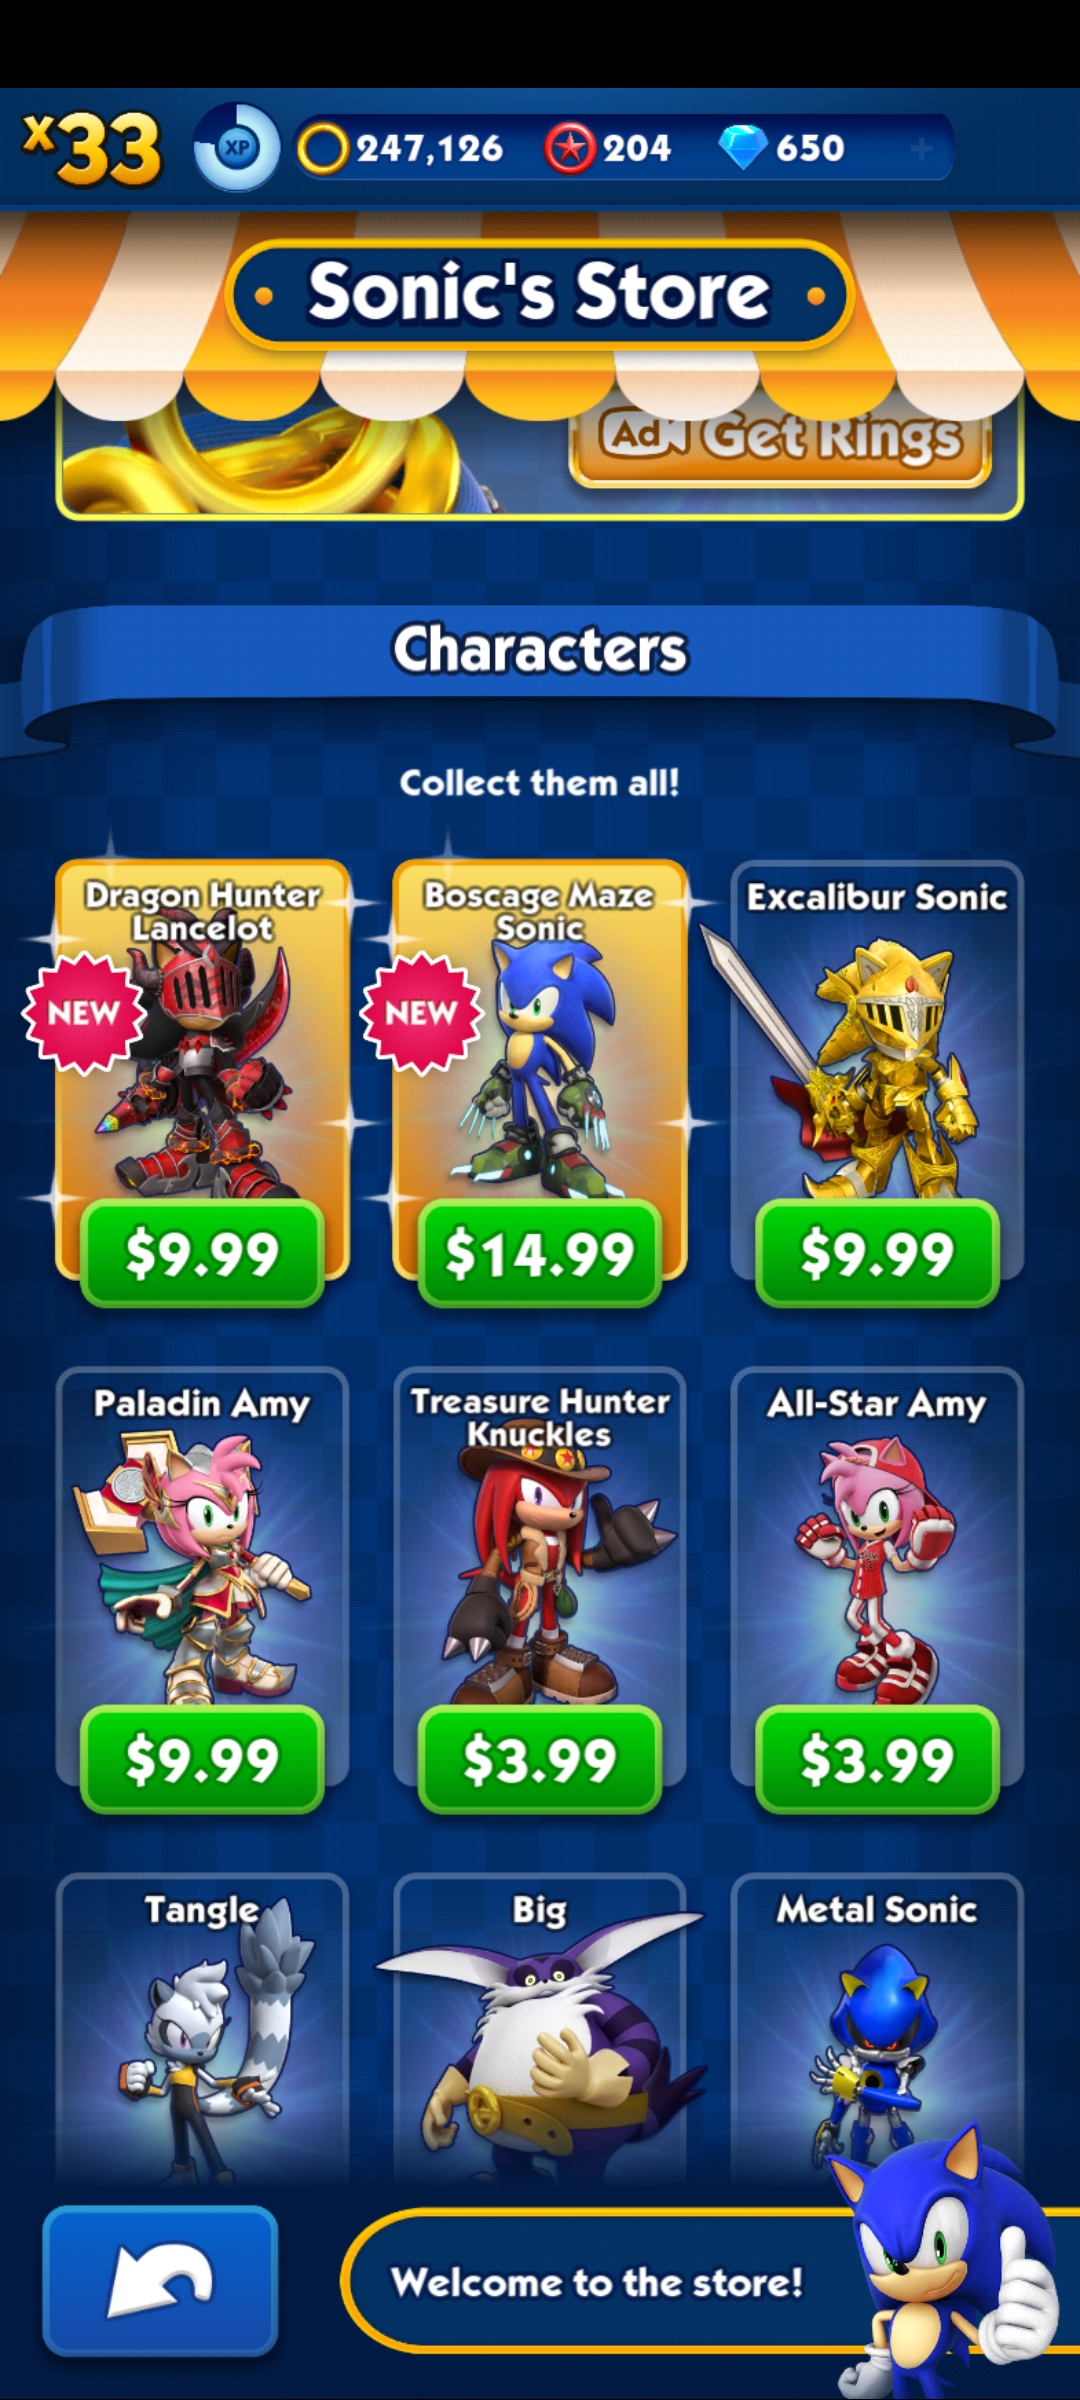 x33
XP
247,126
204
650
Sonic's Store
Ad
Get Rings
Characters
Collect them all!
Dragon Hunter
Lancelot
NEW
$9.99
Boscage Maze
Sonic
NEW
$14.99
Excalibur Sonic
$9.99
Paladin Amy
$9.99
Treasure Hunter
Knuckles
$3.99
All-Star Amy
$3.99
Tangle
Big
Metal Sonic
Welcome to the store!